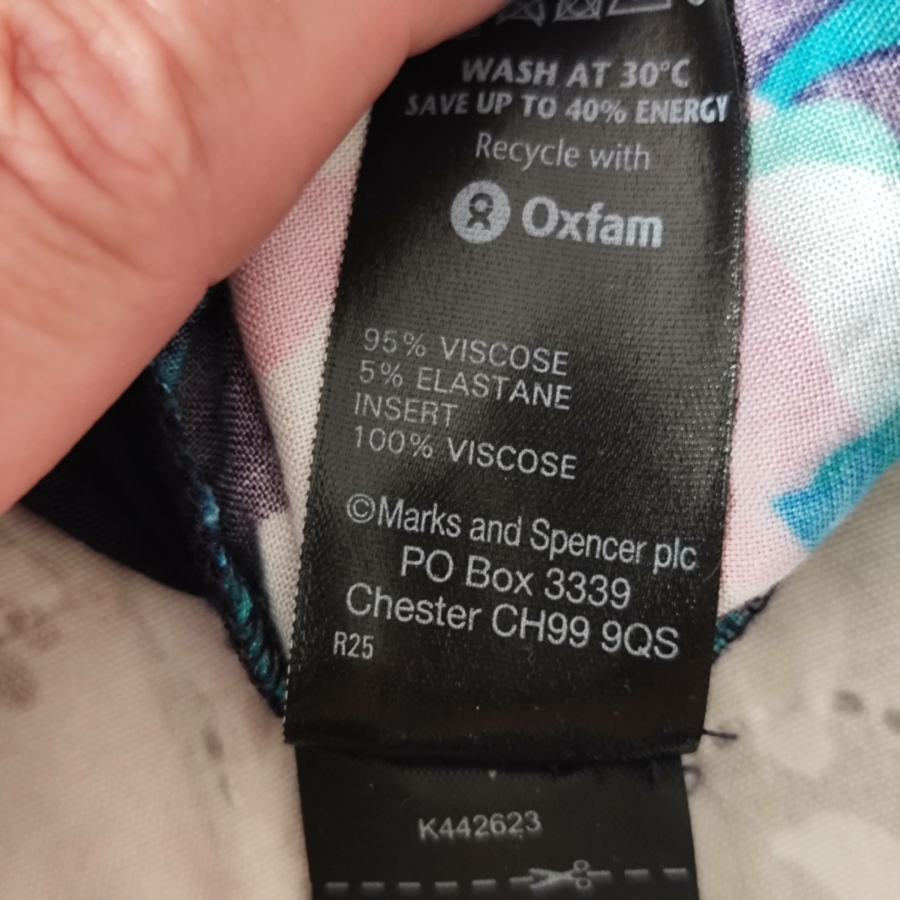 WASH AT 30°C
SAVE UP TO 40% ENERGY
Recycle with
Oxfam
95% VISCOSE
5% ELASTANE
INSERT
100% VISCOSE
©Marks and Spencer plc
PO Box 3339
Chester CH99 9QS
R25
K442623